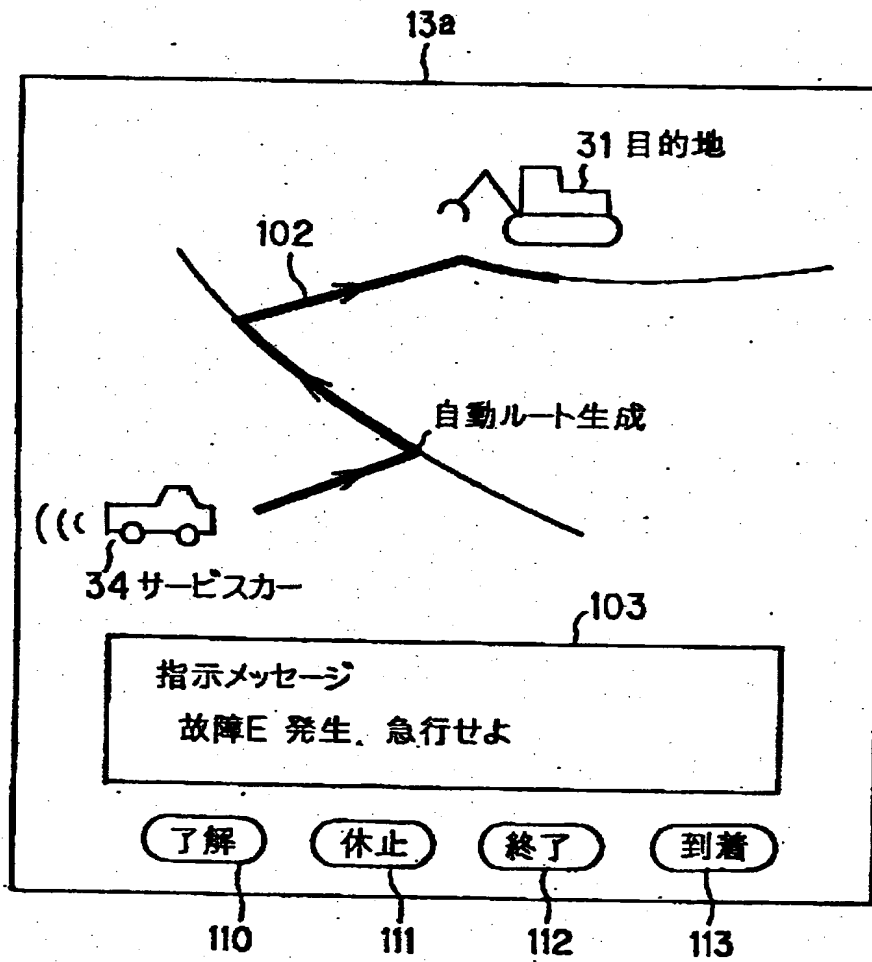 13a
31 目的地
102
自動ルート生成
34 サービスカー
103
指示メッセージ
故障E 発生、急行せよ
了解 休止 終了 到着
110 111 112 113